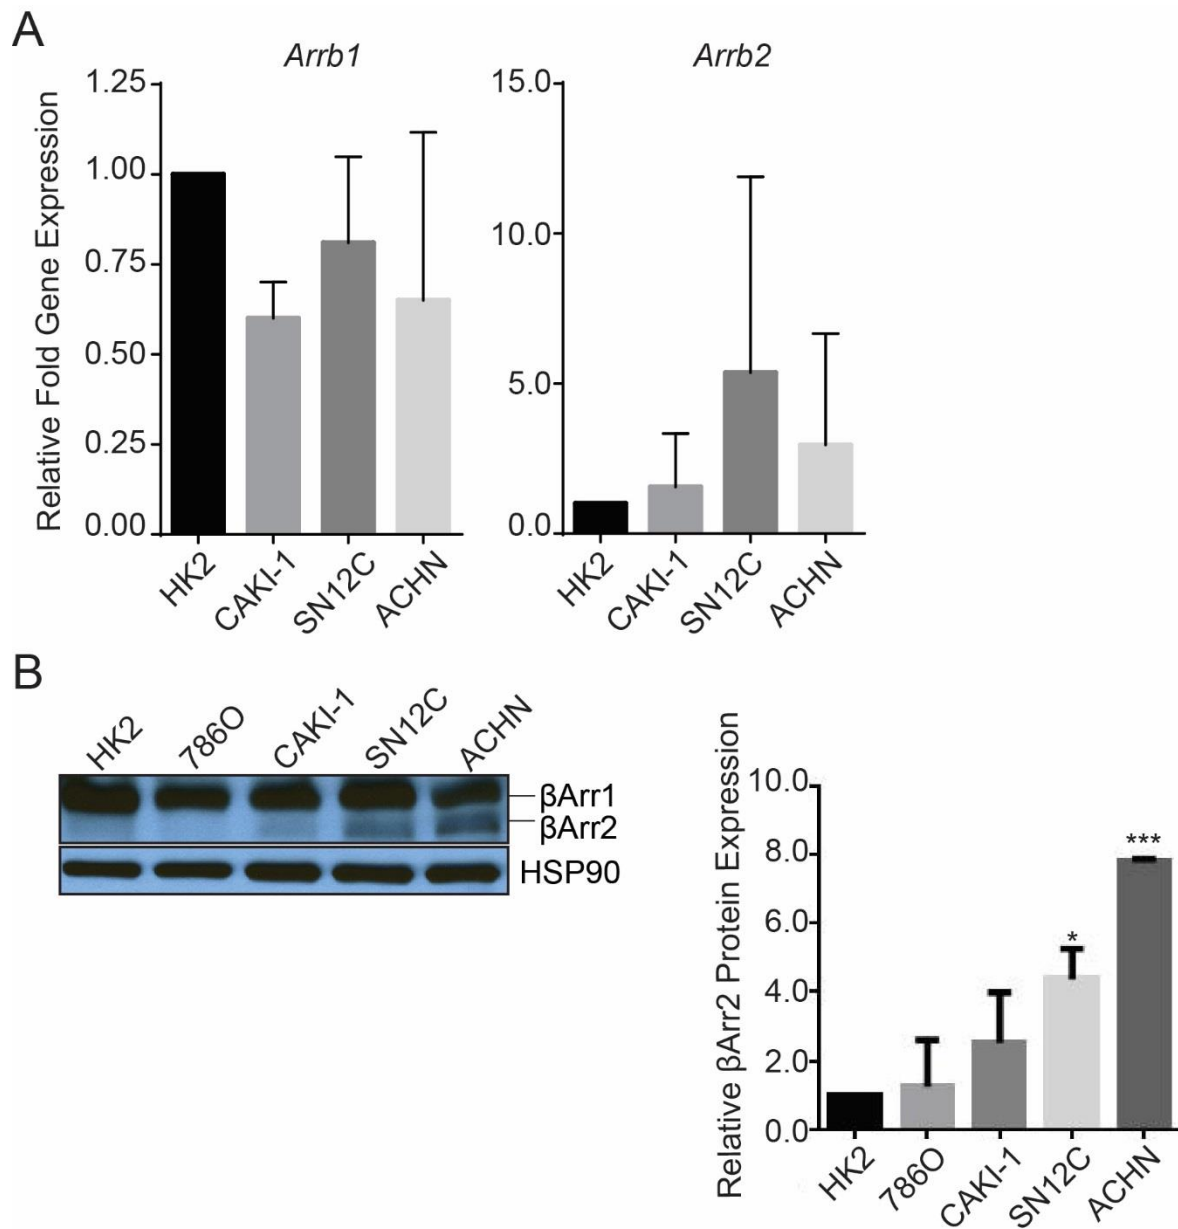 A
Arrb1
Relative Fold Gene Expression
1.25
1.00
0.75
0.50
0.25
0.00
HK2
CAKI-1
SN12C
ACHN
Arrb2
15.0
10.0
5.0
0.0
HK2
CAKI-1
SN12C
ACHN
B
HK2
786O
CAKI-1
SN12C
ACHN
βArr1
βArr2
HSP90
Relative βArr2 Protein Expression
10.0
8.0
6.0
4.0
2.0
0.0
*
***
HK2
786O
CAKI-1
SN12C
ACHN